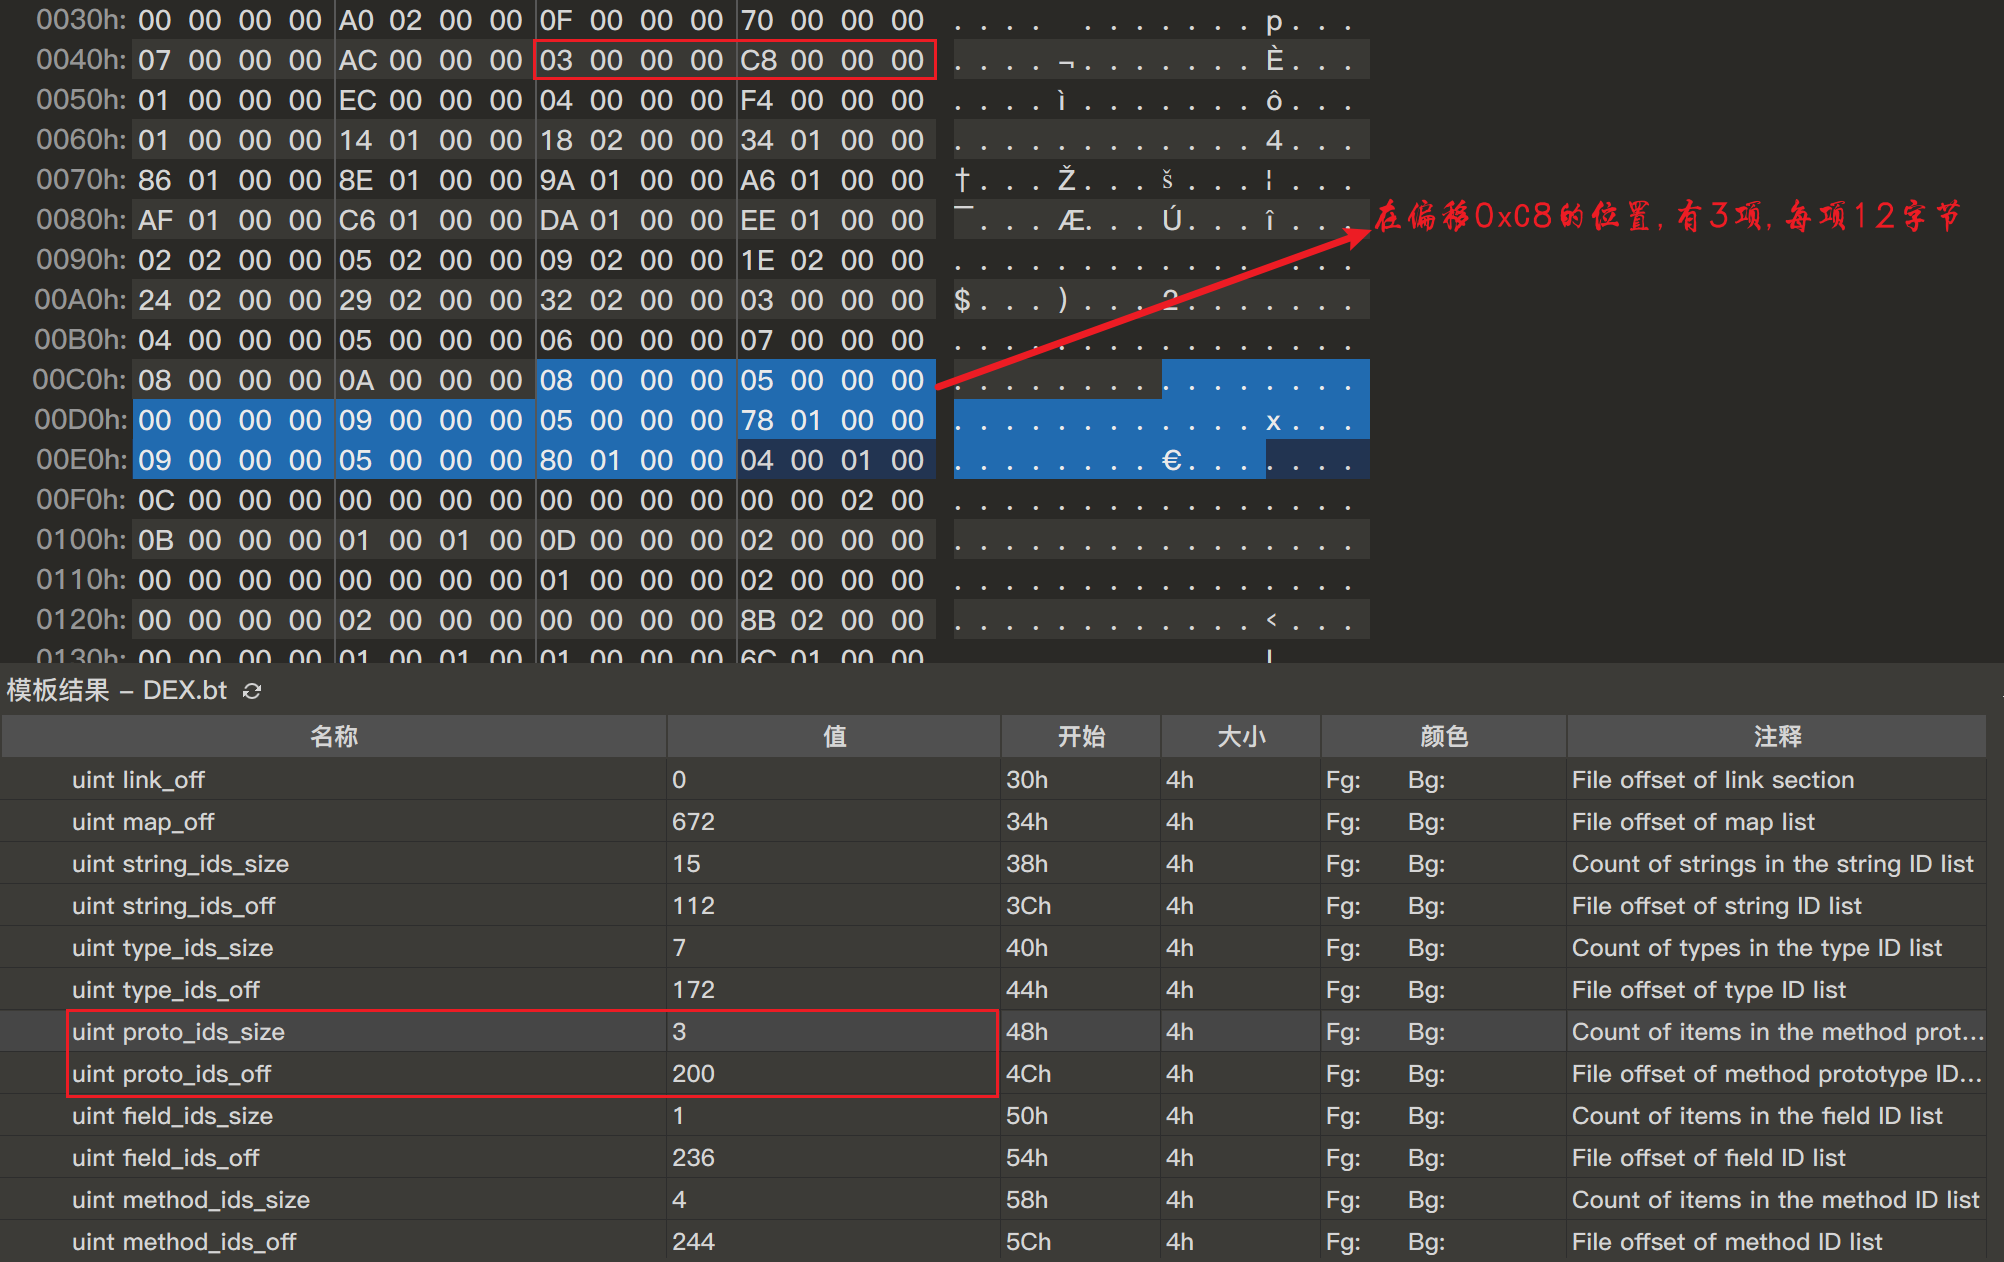 0030h: 00 00 00 00 A0 02 00 00 0F 00 00 00 70 00 00 00 . . . . . . . . . . . p . . .
0040h: 07 00 00 00 AC 00 00 00 03 00 00 00 C8 00 00 00 . . . . ¬ . . . . . . . È . . .
0050h: 01 00 00 00 EC 00 00 00 04 00 00 00 F4 00 00 00 . . . . ì . . . . . . . ô . . .
0060h: 01 00 00 00 14 01 00 00 18 02 00 00 34 01 00 00 . . . . . . . . . . . . 4 . . .
0070h: 86 01 00 00 8E 01 00 00 9A 01 00 00 A6 01 00 00 † . . . Ž . . . š . . . ¦ . . .
0080h: AF 01 00 00 C6 01 00 00 DA 01 00 00 EE 01 00 00 ¯ . . . Æ . . . Ú . . . î . . .
在偏移0xC8的位置,有3项,每项12字节
0090h: 02 02 00 00 05 02 00 00 09 02 00 00 1E 02 00 00 . . . . . . . . . . . . . . . .
00A0h: 24 02 00 00 29 02 00 00 32 02 00 00 03 00 00 00 $ . . . ) . . . 2 . . . . . . .
00B0h: 04 00 00 00 05 00 00 00 06 00 00 00 07 00 00 00 . . . . . . . . . . . . . . . .
00C0h: 08 00 00 00 0A 00 00 00 08 00 00 00 05 00 00 00 . . . . . . . . . . . . . . . .
00D0h: 00 00 00 00 09 00 00 00 05 00 00 00 78 01 00 00 . . . . . . . . . . . . x . . .
00E0h: 09 00 00 00 05 00 00 00 80 01 00 00 04 00 01 00 . . . . . . . . € . . . . . . .
00F0h: 0C 00 00 00 00 00 00 00 00 00 00 00 00 00 02 00 . . . . . . . . . . . . . . . .
0100h: 0B 00 00 00 01 00 01 00 0D 00 00 00 02 00 00 00 . . . . . . . . . . . . . . . .
0110h: 00 00 00 00 00 00 00 00 01 00 00 00 02 00 00 00 . . . . . . . . . . . . . . . .
0120h: 00 00 00 00 02 00 00 00 00 00 00 00 8B 02 00 00 . . . . . . . . . . . . ‹ . . .
0130h: 00 00 00 00 01 00 01 00 01 00 00 00 6C 01 00 00 l
模板结果 – DEX.bt
名称 值 开始 大小 颜色 注释
uint link_off 0 30h 4h Fg: Bg: File offset of link section
uint map_off 672 34h 4h Fg: Bg: File offset of map list
uint string_ids_size 15 38h 4h Fg: Bg: Count of strings in the string ID list
uint string_ids_off 112 3Ch 4h Fg: Bg: File offset of string ID list
uint type_ids_size 7 40h 4h Fg: Bg: Count of types in the type ID list
uint type_ids_off 172 44h 4h Fg: Bg: File offset of type ID list
uint proto_ids_size 3 48h 4h Fg: Bg: Count of items in the method prot...
uint proto_ids_off 200 4Ch 4h Fg: Bg: File offset of method prototype ID...
uint field_ids_size 1 50h 4h Fg: Bg: Count of items in the field ID list
uint field_ids_off 236 54h 4h Fg: Bg: File offset of field ID list
uint method_ids_size 4 58h 4h Fg: Bg: Count of items in the method ID list
uint method_ids_off 244 5Ch 4h Fg: Bg: File offset of method ID list